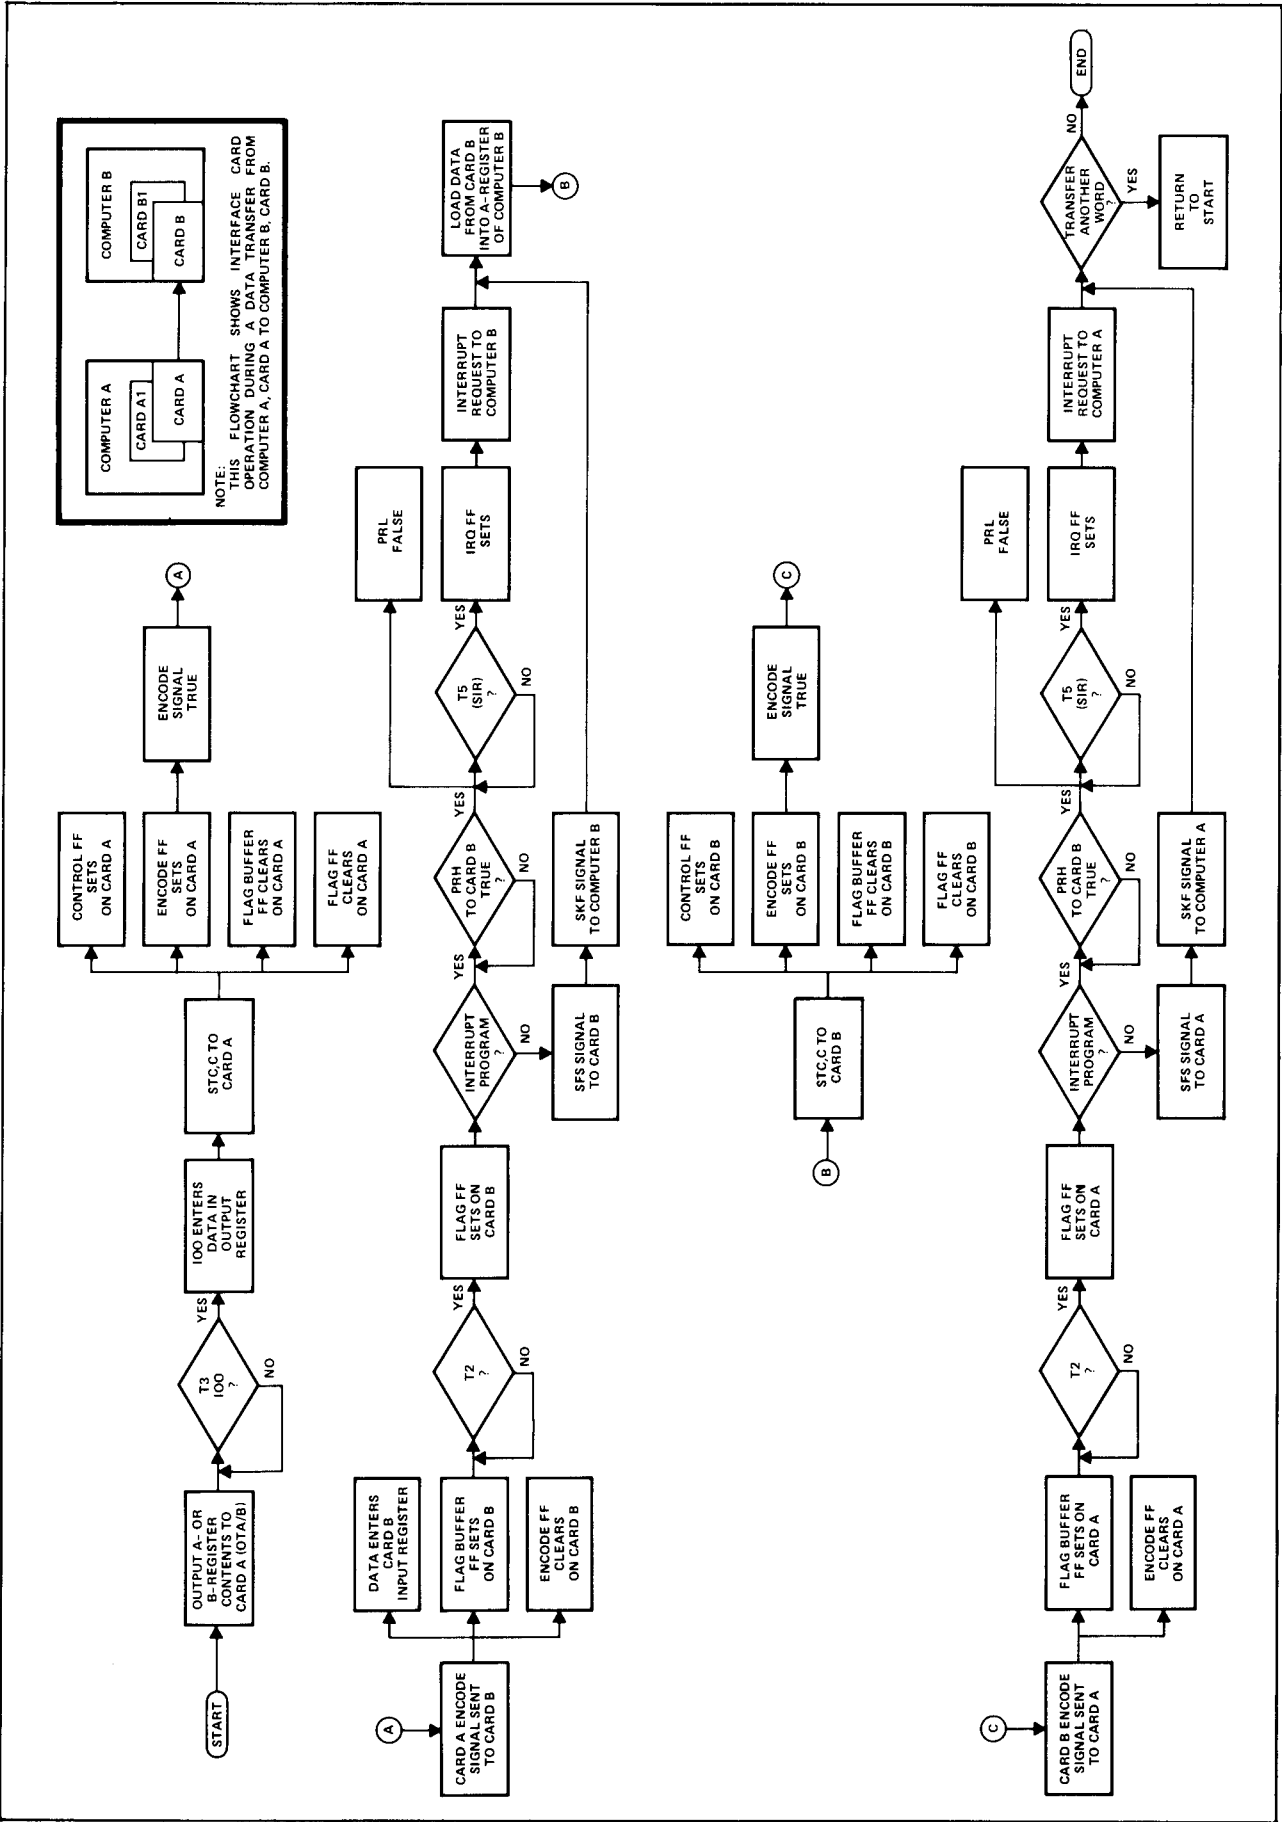 START
OUTPUT A- OR
B-REGISTER
CONTENTS TO
CARD A (OTA/B)
T3
IOO
?
YES
NO
IOO ENTERS
DATA IN
OUTPUT
REGISTER
STC,C TO
CARD A
CONTROL FF
SETS
ON CARD A
ENCODE FF
SETS
ON CARD A
FLAG BUFFER
FF CLEARS
ON CARD A
FLAG FF
CLEARS
ON CARD A
ENCODE
SIGNAL
TRUE
A
COMPUTER A
CARD A1
CARD A
COMPUTER B
CARD B1
CARD B
NOTE:
THIS FLOWCHART SHOWS INTERFACE CARD
OPERATION DURING A DATA TRANSFER FROM
COMPUTER A, CARD A TO COMPUTER B, CARD B.
A
CARD A ENCODE
SIGNAL SENT
TO CARD B
DATA ENTERS
CARD B
INPUT REGISTER
FLAG BUFFER
FF SETS
ON CARD B
ENCODE FF
CLEARS
ON CARD B
T2
?
YES
NO
FLAG FF
SETS ON
CARD B
INTERRUPT
PROGRAM
?
YES
NO
SFS SIGNAL
TO CARD B
SKF SIGNAL
TO COMPUTER B
PRH
TO CARD B
TRUE
?
YES
NO
T5
(SIR)
?
YES
NO
PRL
FALSE
IRQ FF
SETS
INTERRUPT
REQUEST TO
COMPUTER B
LOAD DATA
FROM CARD B
INTO A-REGISTER
OF COMPUTER B
B
B
STC,C TO
CARD B
CONTROL FF
SETS
ON CARD B
ENCODE FF
SETS
ON CARD B
FLAG BUFFER
FF CLEARS
ON CARD B
FLAG FF
CLEARS
ON CARD B
ENCODE
SIGNAL
TRUE
C
C
CARD B ENCODE
SIGNAL SENT
TO CARD A
FLAG BUFFER
FF SETS ON
CARD A
ENCODE FF
CLEARS
ON CARD A
T2
?
YES
NO
FLAG FF
SETS ON
CARD A
INTERRUPT
PROGRAM
?
YES
NO
SFS SIGNAL
TO CARD A
SKF SIGNAL
TO COMPUTER A
PRH
TO CARD B
TRUE
?
YES
NO
T5
(SIR)
?
YES
NO
PRL
FALSE
IRQ FF
SETS
INTERRUPT
REQUEST TO
COMPUTER A
TRANSFER
ANOTHER
WORD
?
NO
YES
END
RETURN
TO
START